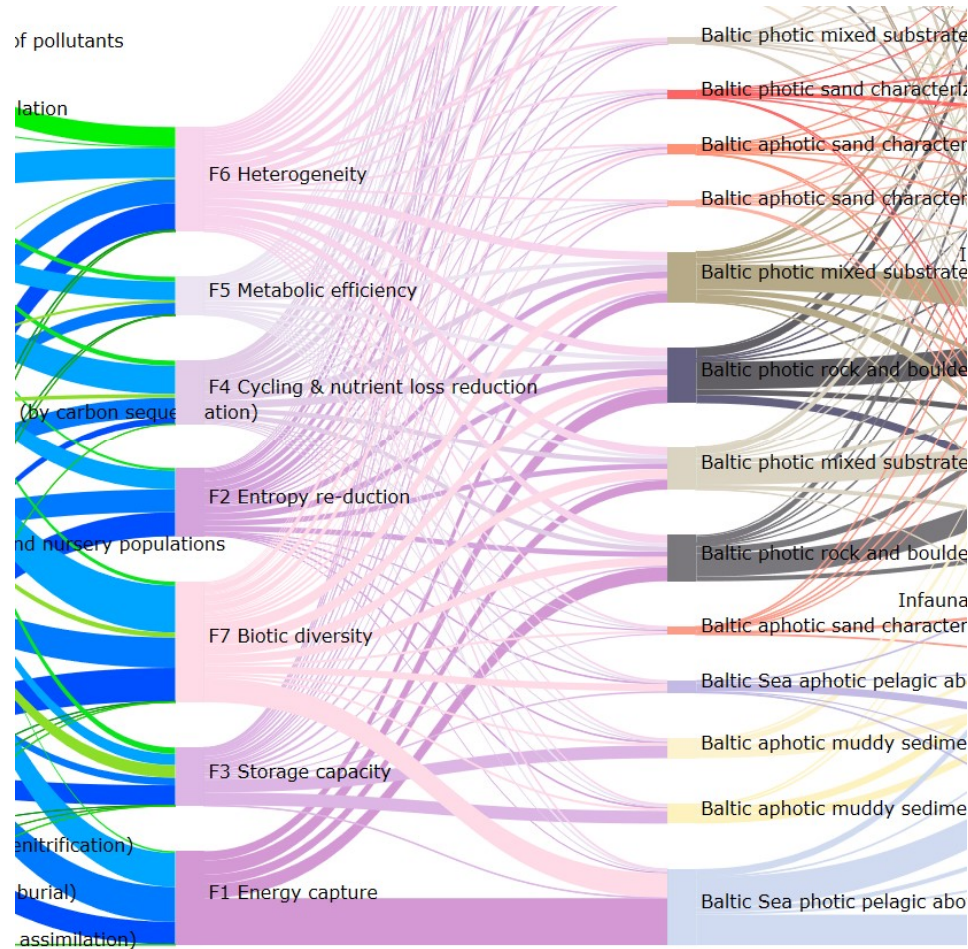 of pollutants
lation
F6 Heterogeneity
F5 Metabolic efficiency
F4 Cycling & nutrient loss reduction
(by carbon seque ation)
F2 Entropy re-duction
nd nursery populations
F7 Biotic diversity
F3 Storage capacity
enitrification)
F1 Energy capture
burial)
assimilation)
Baltic photic mixed substrate
Baltic photic sand characteriz
Baltic aphotic sand character
Baltic aphotic sand character
I
Baltic photic mixed substrate
Baltic photic rock and boulde
Baltic photic mixed substrate
Baltic photic rock and boulde
Infauna
Baltic aphotic sand character
Baltic Sea aphotic pelagic abo
Baltic aphotic muddy sedime
Baltic aphotic muddy sedime
Baltic Sea photic pelagic abo